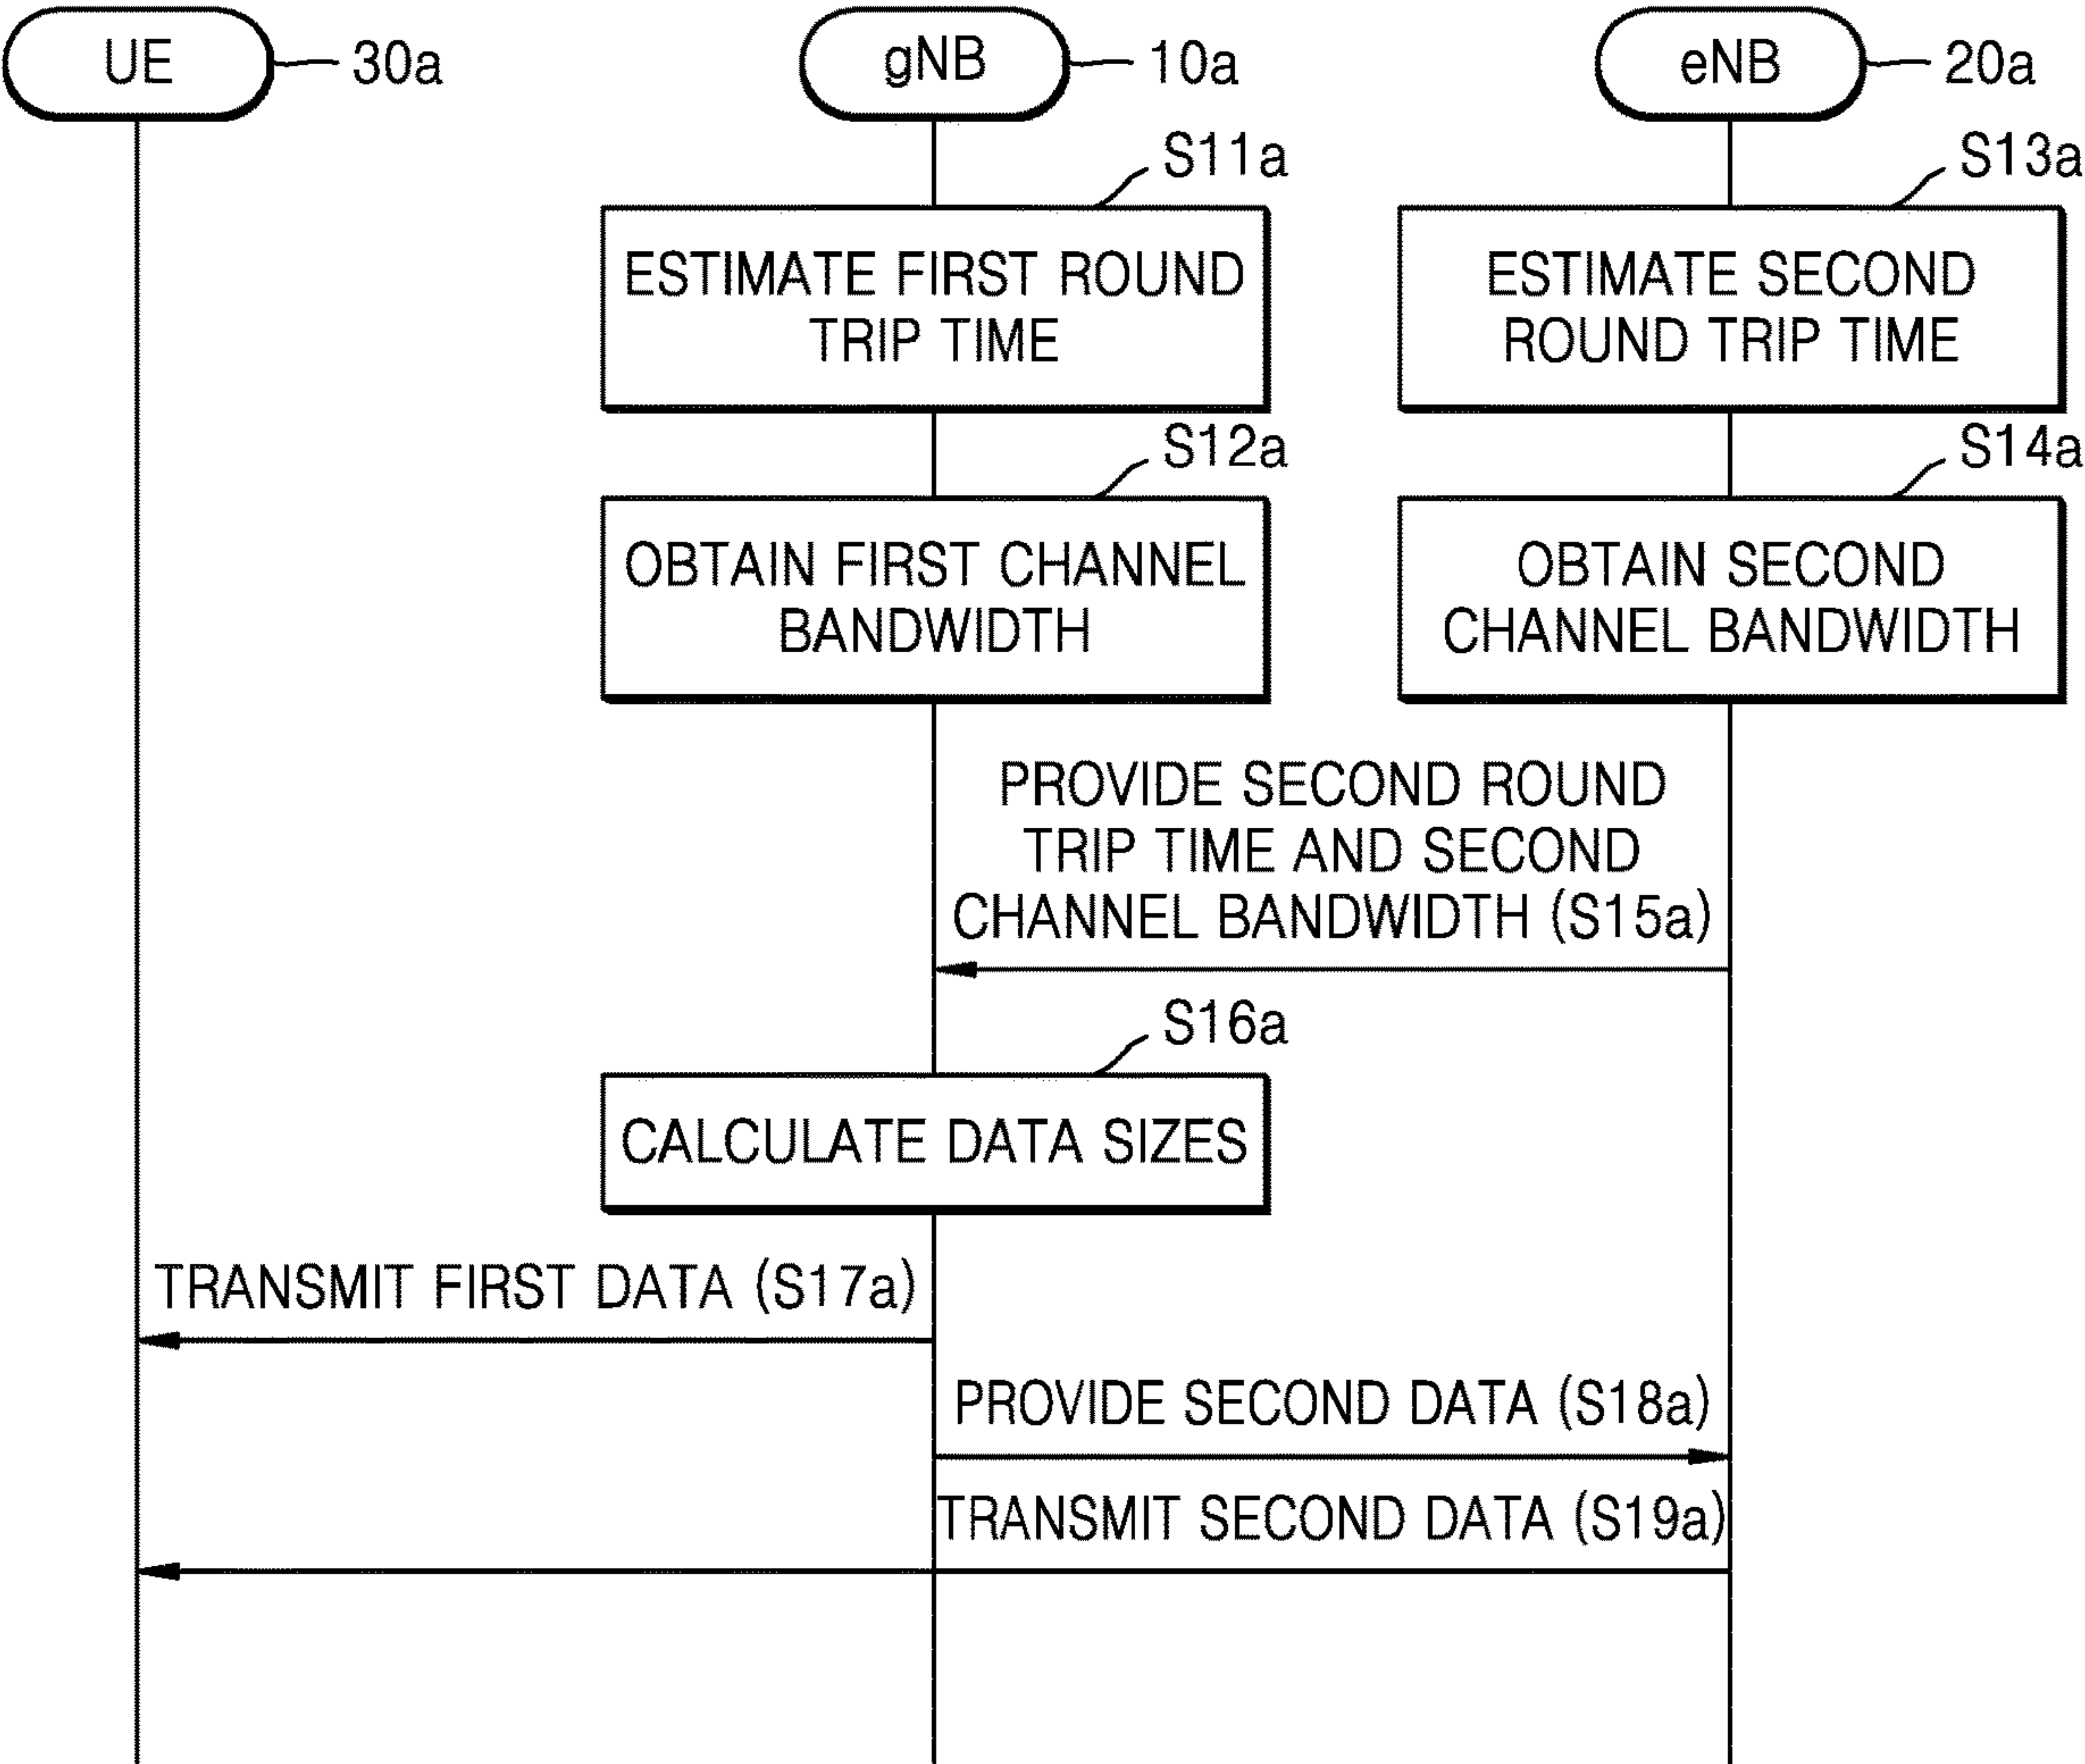 UE 30a gNB 10a eNB 20a
S11a S13a
ESTIMATE FIRST ROUND
TRIP TIME
ESTIMATE SECOND
ROUND TRIP TIME
S12a S14a
OBTAIN FIRST CHANNEL
BANDWIDTH
OBTAIN SECOND
CHANNEL BANDWIDTH
PROVIDE SECOND ROUND
TRIP TIME AND SECOND
CHANNEL BANDWIDTH (S15a)
S16a
CALCULATE DATA SIZES
TRANSMIT FIRST DATA (S17a)
PROVIDE SECOND DATA (S18a)
TRANSMIT SECOND DATA (S19a)